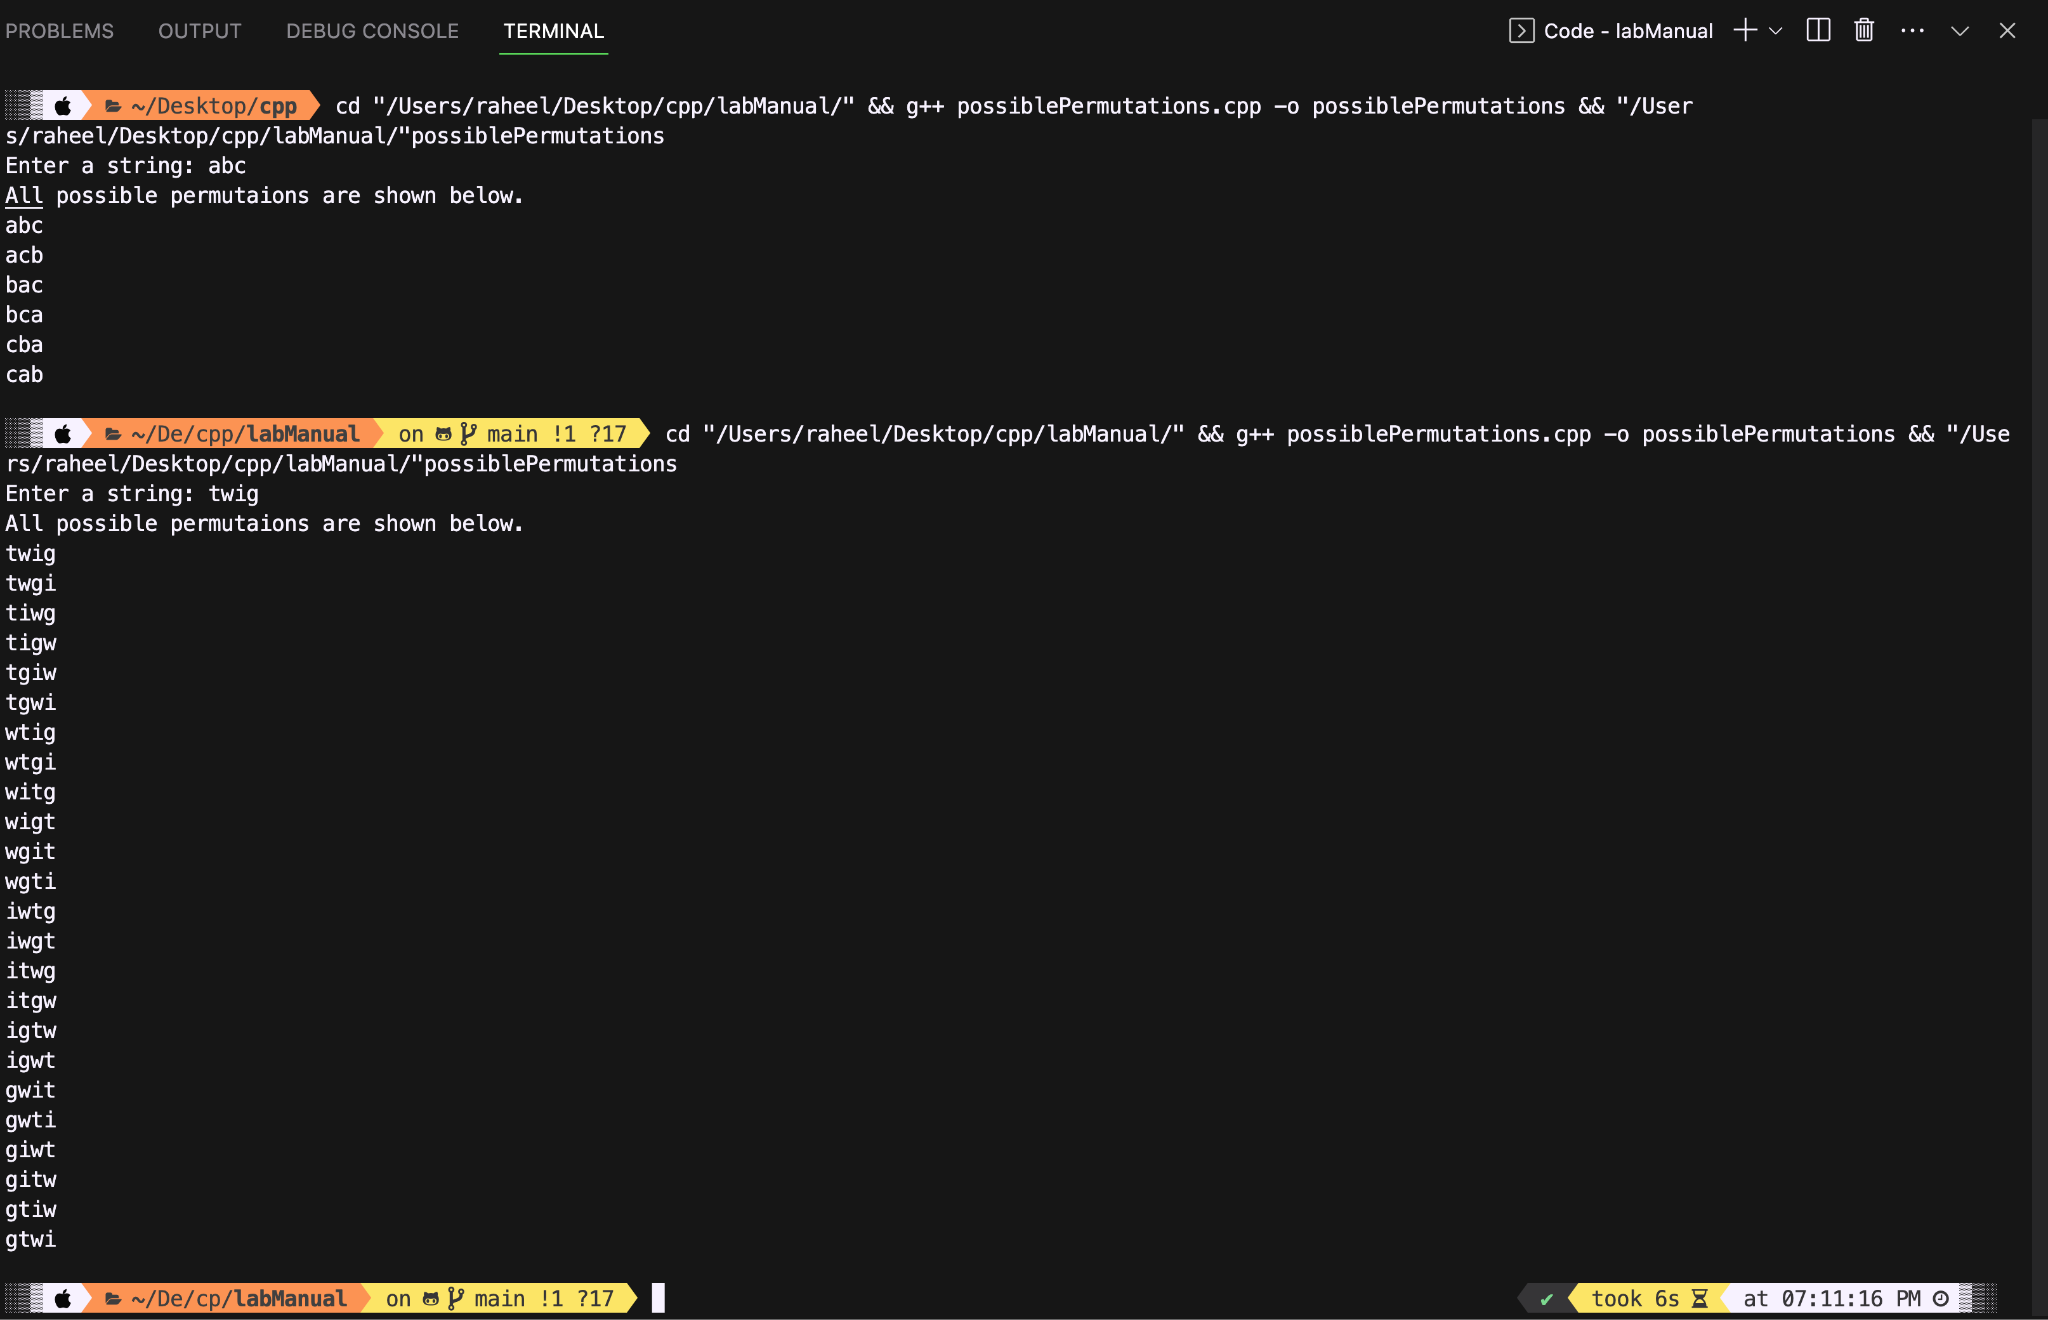 PROBLEMS OUTPUT DEBUG CONSOLE TERMINAL Code - labManual
~/Desktop/cpp cd "/Users/raheel/Desktop/cpp/labManual/" && g++ possiblePermutations.cpp -o possiblePermutations && "/User
s/raheel/Desktop/cpp/labManual/"possiblePermutations
Enter a string: abc
All possible permutaions are shown below.
abc
acb
bac
bca
cba
cab
~/De/cpp/labManual on main !1 ?17 cd "/Users/raheel/Desktop/cpp/labManual/" && g++ possiblePermutations.cpp -o possiblePermutations && "/Use
rs/raheel/Desktop/cpp/labManual/"possiblePermutations
Enter a string: twig
All possible permutaions are shown below.
twig
twgi
tiwg
tigw
tgiw
tgwi
wtig
wtgi
witg
wigt
wgit
wgti
iwtg
iwgt
itwg
itgw
igtw
igwt
gwit
gwti
giwt
gitw
gtiw
gtwi
~/De/cp/labManual on main !1 ?17 ✔ took 6s at 07:11:16 PM